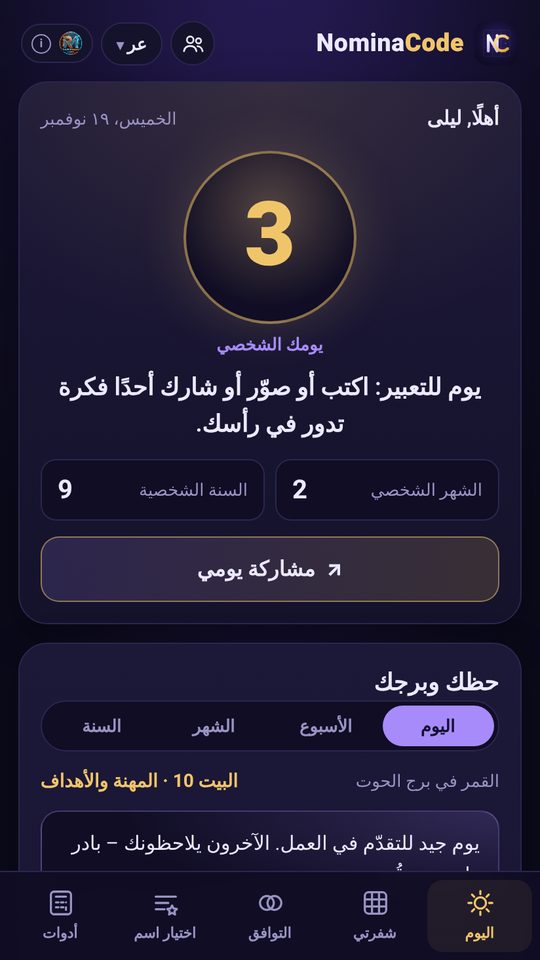 NominaCode
عر
أهلًا, ليلى
الخميس، ١٩ نوفمبر
3
يومك الشخصي
يوم للتعبير: اكتب أو صوّر أو شارك أحدًا فكرة
تدور في رأسك.
الشهر الشخصي 2
السنة الشخصية 9
مشاركة يومي
حظك وبرجك
اليوم
الأسبوع
الشهر
السنة
القمر في برج الحوت
البيت 10 · المهنة والأهداف
يوم جيد للتقدّم في العمل. الآخرون يلاحظونك – بادر
اليوم
شفرتي
التوافق
اختيار اسم
أدوات